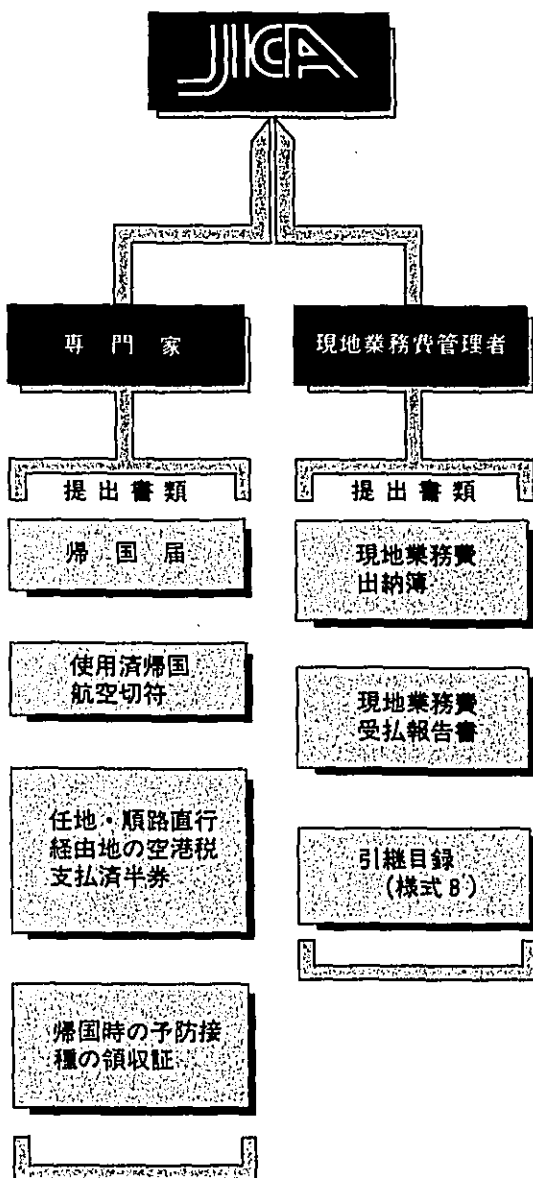 JICA
専門家
現地業務費管理者
提出書類
帰国届
使用済帰国
航空切符
任地・順路直行
経由地の空港税
支払済半券
帰国時の予防接
種の領収証
提出書類
現地業務費
出納簿
現地業務費
受払報告書
引継目録
(様式8)